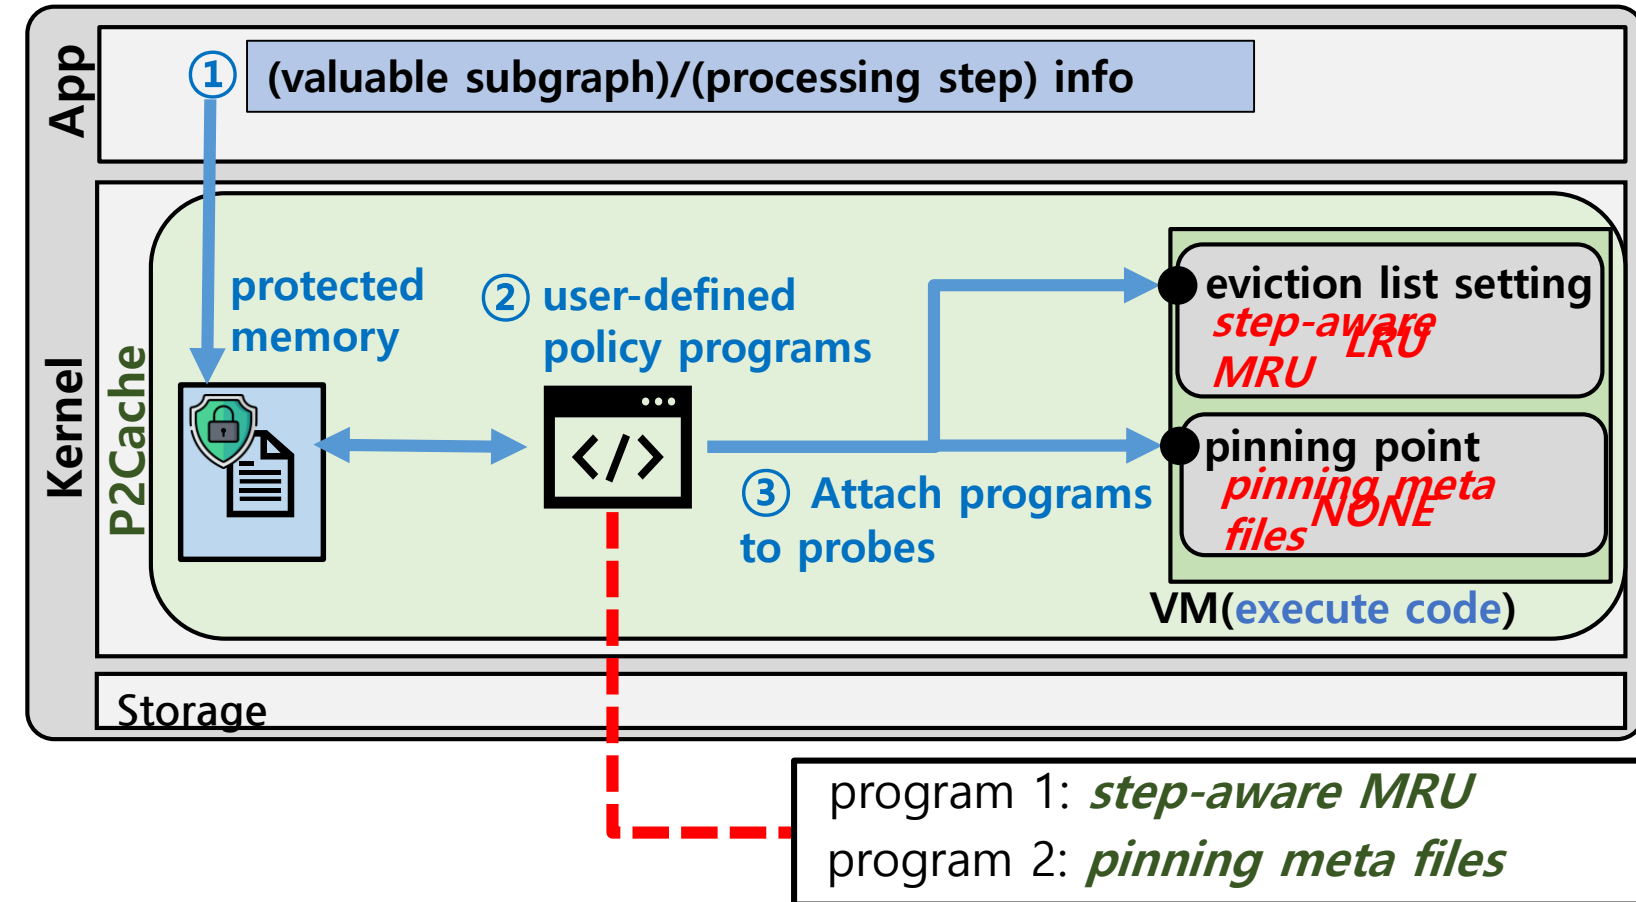 App
① (valuable subgraph)/(processing step) info
Kernel
P2Cache
protected
memory
② user-defined
policy programs
</>
③ Attach programs
to probes
eviction list setting
step-aware
MRU
LRU
pinning point
pinning meta
files
NONE
VM(execute code)
Storage
program 1: step-aware MRU
program 2: pinning meta files